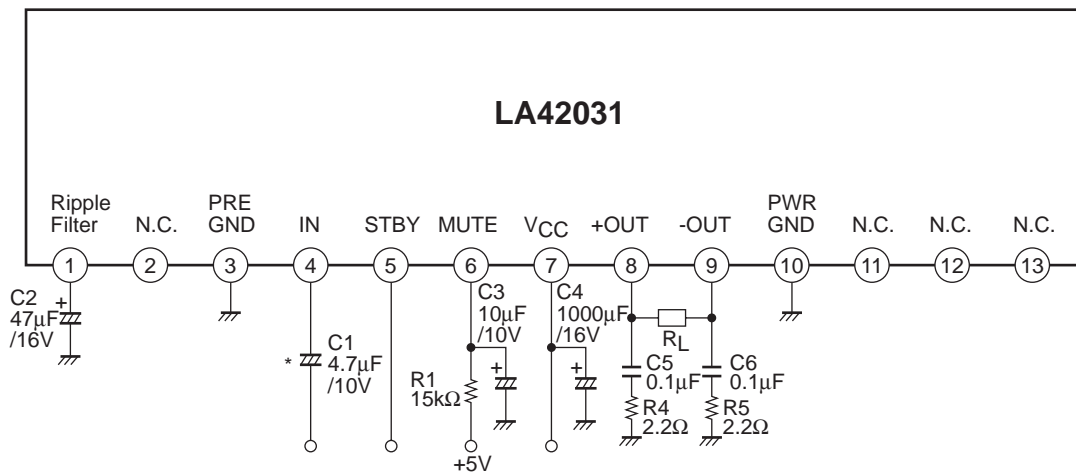 LA42031
Ripple
Filter
N.C.
PRE
GND
IN
STBY
MUTE
VCC
+OUT
-OUT
PWR
GND
N.C.
N.C.
N.C.
1
2
3
4
5
6
7
8
9
10
11
12
13
C2
47μF
/16V
+
*
C1
4.7μF
/10V
C3
10μF
/10V
+
R1
15kΩ
+5V
C4
1000μF
/16V
+
RL
C5
0.1μF
R4
2.2Ω
C6
0.1μF
R5
2.2Ω